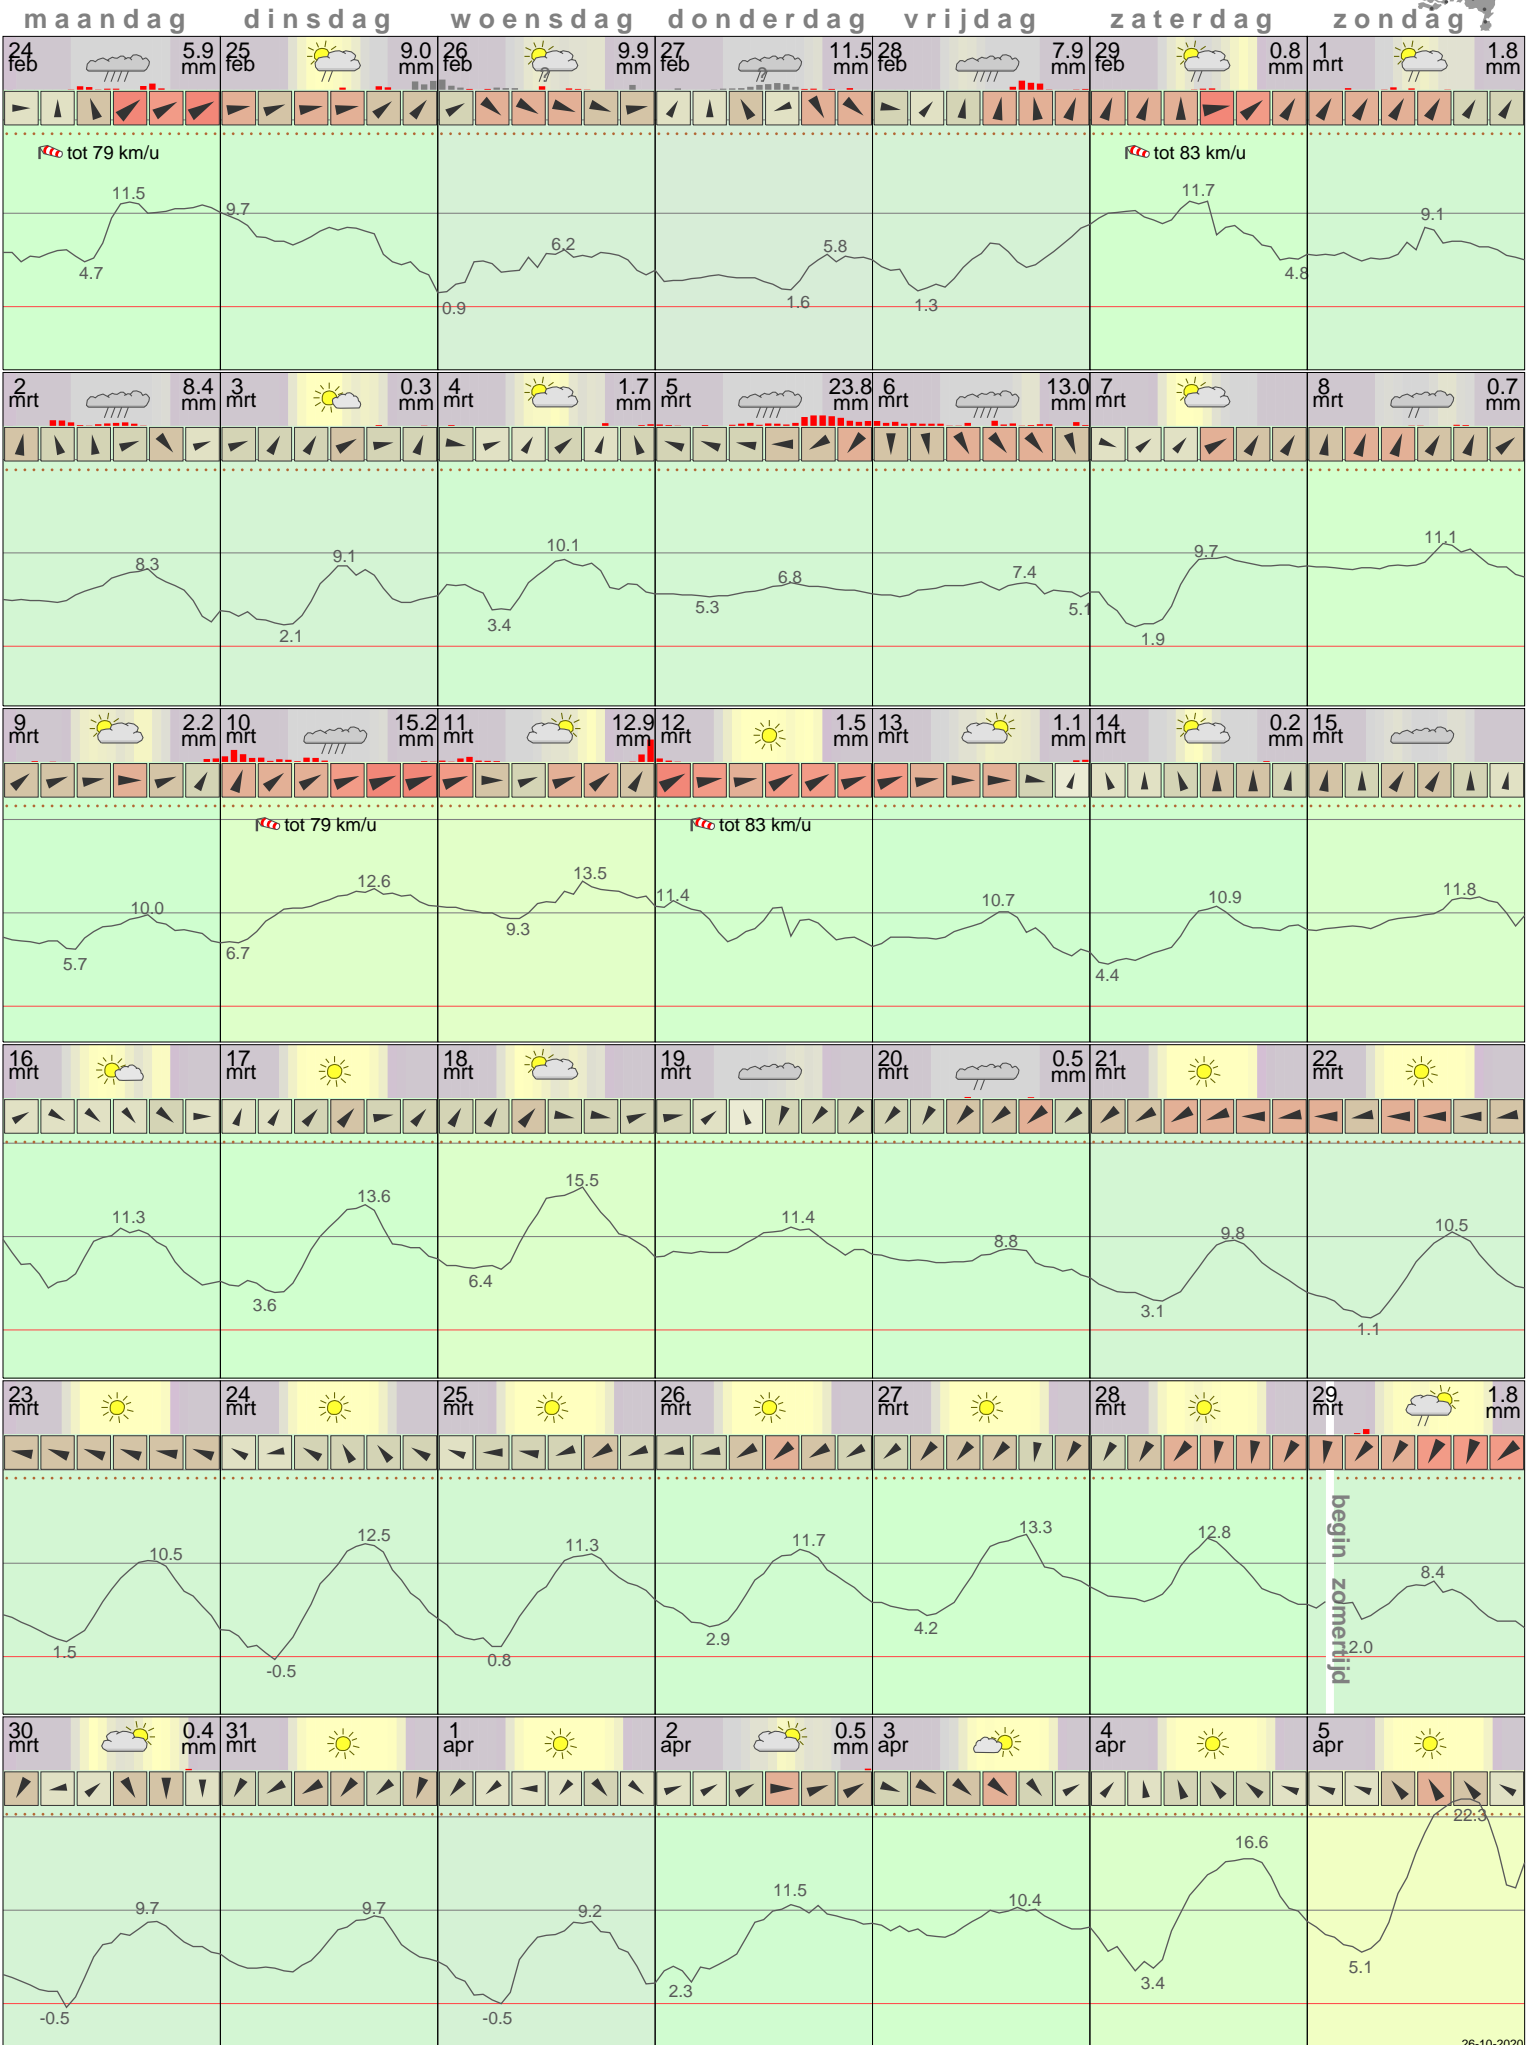 maandag dinsdag woensdag donderdag vrijdag zaterdag zondag
24 feb 5.9 mm
25 feb 9.0 mm
26 feb ? 9.9 mm
27 feb ? 11.5 mm
28 feb 7.9 mm
29 feb 0.8 mm
1 mrt 1.8 mm
tot 79 km/u
tot 83 km/u
11.5
4.7
9.7
0.9
6.2
1.6
5.8
1.3
11.7
4.8
9.1
2 mrt 8.4 mm
3 mrt 0.3 mm
4 mrt 1.7 mm
5 mrt 23.8 mm
6 mrt 13.0 mm
7 mrt
8 mrt 0.7 mm
8.3
2.1
9.1
3.4
10.1
5.3
6.8
7.4
5.1
1.9
9.7
11.1
9 mrt 2.2 mm
10 mrt 15.2 mm
11 mrt 12.9 mm
12 mrt 1.5 mm
13 mrt 1.1 mm
14 mrt 0.2 mm
15 mrt
tot 79 km/u
tot 83 km/u
5.7
10.0
6.7
12.6
9.3
13.5
11.4
10.7
4.4
10.9
11.8
16 mrt
17 mrt
18 mrt
19 mrt
20 mrt 0.5 mm
21 mrt
22 mrt
11.3
3.6
13.6
6.4
15.5
11.4
8.8
3.1
9.8
1.1
10.5
23 mrt
24 mrt
25 mrt
26 mrt
27 mrt
28 mrt
29 mrt 1.8 mm
1.5
10.5
-0.5
12.5
0.8
11.3
2.9
11.7
4.2
13.3
12.8
begin zomertijd
2.0
8.4
30 mrt 0.4 mm
31 mrt
1 apr
2 apr 0.5 mm
3 apr
4 apr
5 apr
-0.5
9.7
9.7
-0.5
9.2
2.3
11.5
10.4
3.4
16.6
5.1
22.3
26-10-2020